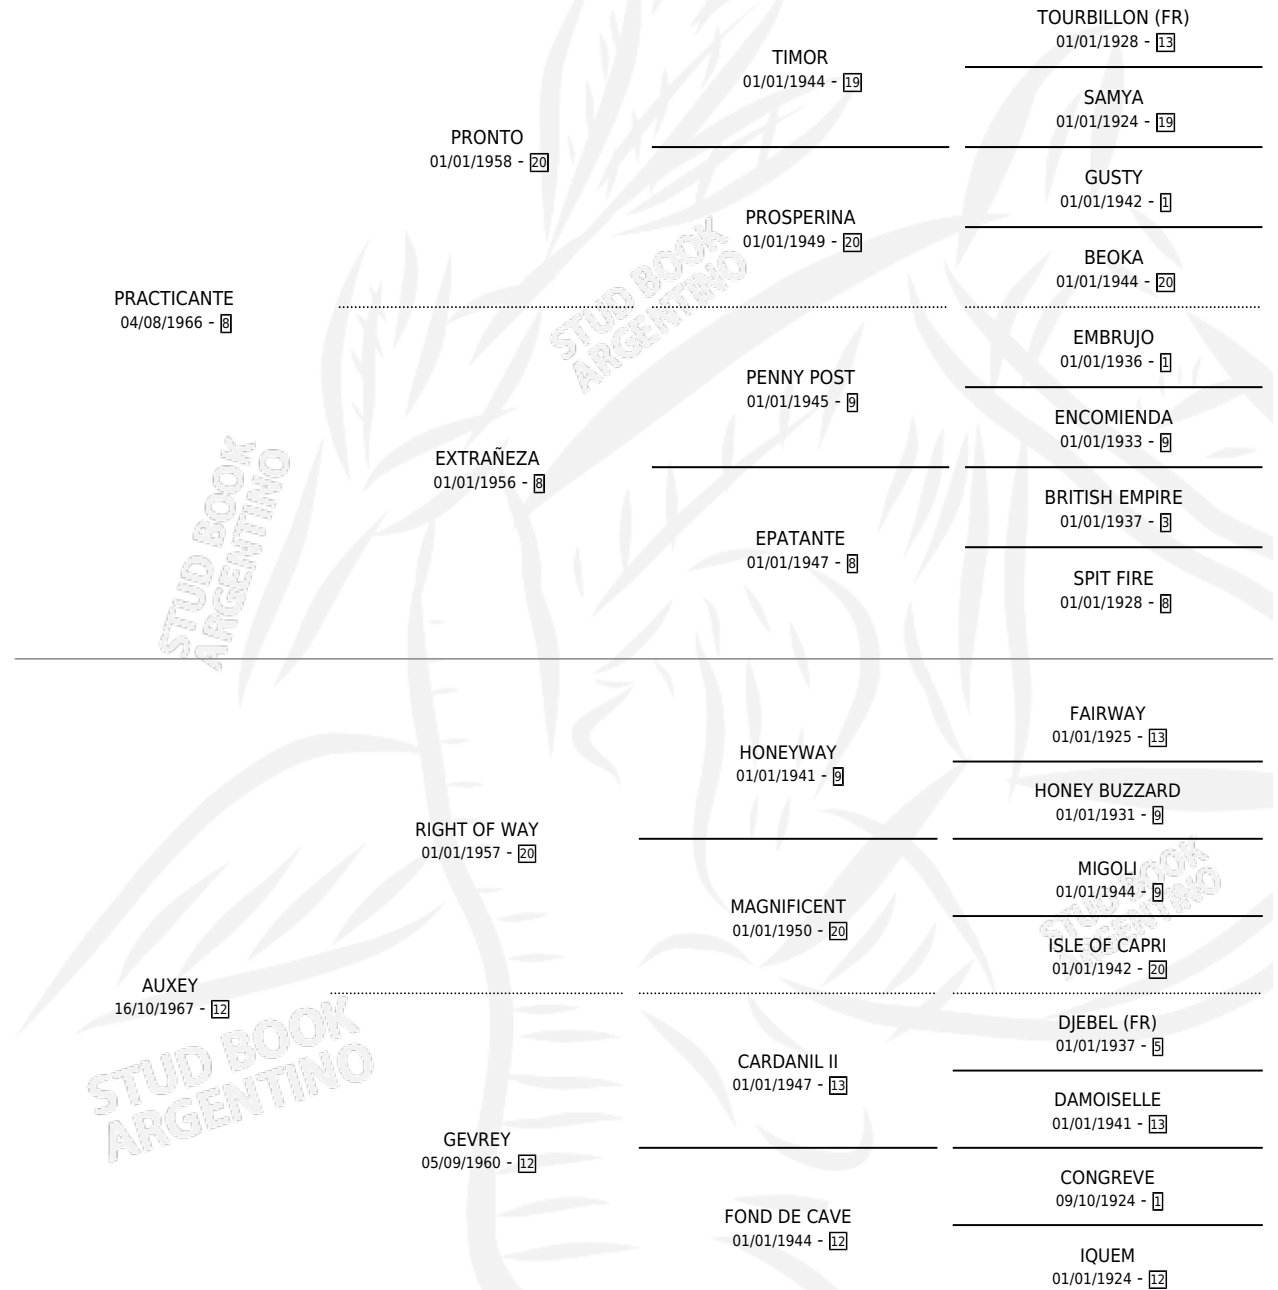 TOURBILLON (FR)
01/01/1928 - 13
TIMOR
01/01/1944 - 19
SAMYA
01/01/1924 - 19
PRONTO
01/01/1958 - 20
GUSTY
01/01/1942 - 1
PROSPERINA
01/01/1949 - 20
BEOKA
01/01/1944 - 20
PRACTICANTE
04/08/1966 - 8
EMBRUJO
01/01/1936 - 1
PENNY POST
01/01/1945 - 9
ENCOMIENDA
01/01/1933 - 9
EXTRAÑEZA
01/01/1956 - 8
BRITISH EMPIRE
01/01/1937 - 3
EPATANTE
01/01/1947 - 8
SPIT FIRE
01/01/1928 - 8
STUD BOOK
ARGENTINO
STUD BOOK
ARGENTINO
FAIRWAY
01/01/1925 - 13
HONEYWAY
01/01/1941 - 9
HONEY BUZZARD
01/01/1931 - 9
RIGHT OF WAY
01/01/1957 - 20
MIGOLI
01/01/1944 - 9
MAGNIFICENT
01/01/1950 - 20
ISLE OF CAPRI
01/01/1942 - 20
AUXEY
16/10/1967 - 12
DJEBEL (FR)
01/01/1937 - 5
CARDANIL II
01/01/1947 - 13
DAMOISELLE
01/01/1941 - 13
GEVREY
05/09/1960 - 12
CONGREVE
09/10/1924 - 1
FOND DE CAVE
01/01/1944 - 12
IQUEM
01/01/1924 - 12
STUD BOOK
ARGENTINO
STUD BOOK
ARGENTINO